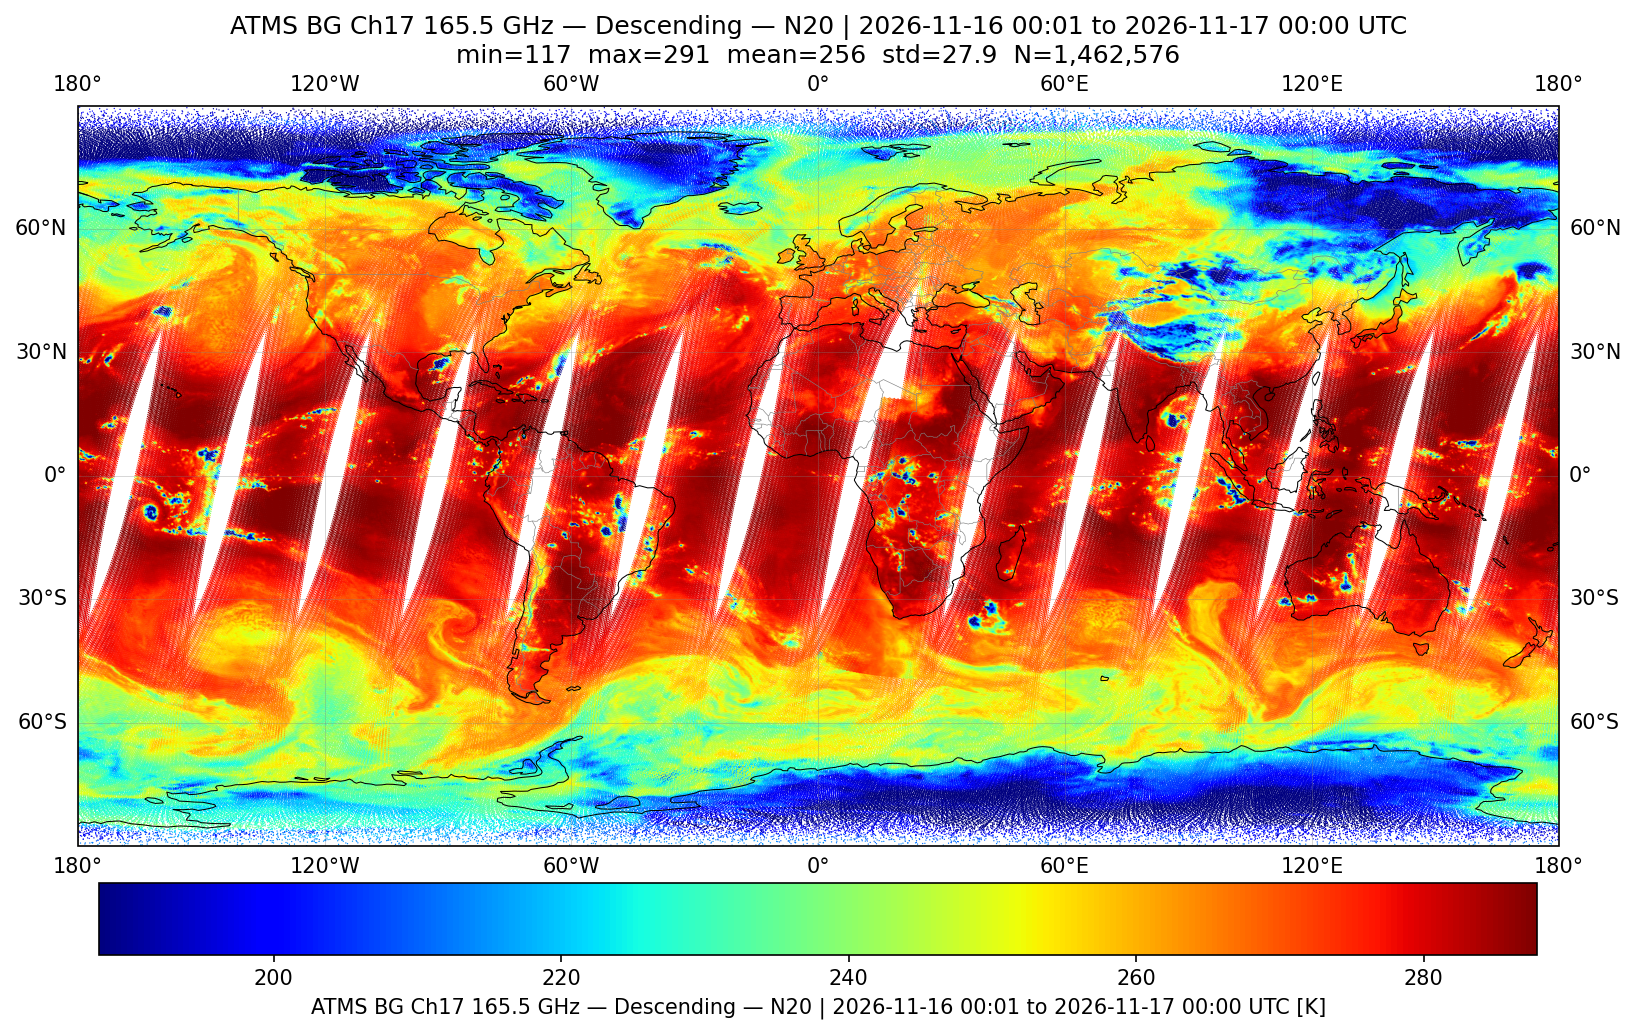 ATMS BG Ch17 165.5 GHz — Descending — N20 | 2026-11-16 00:01 to 2026-11-17 00:00 UTC
min=117  max=291  mean=256  std=27.9  N=1,462,576
180° 120°W 60°W 0° 60°E 120°E 180°
60°N 60°N
30°N 30°N
0° 0°
30°S 30°S
60°S 60°S
180° 120°W 60°W 0° 60°E 120°E 180°
200 220 240 260 280
ATMS BG Ch17 165.5 GHz — Descending — N20 | 2026-11-16 00:01 to 2026-11-17 00:00 UTC [K]